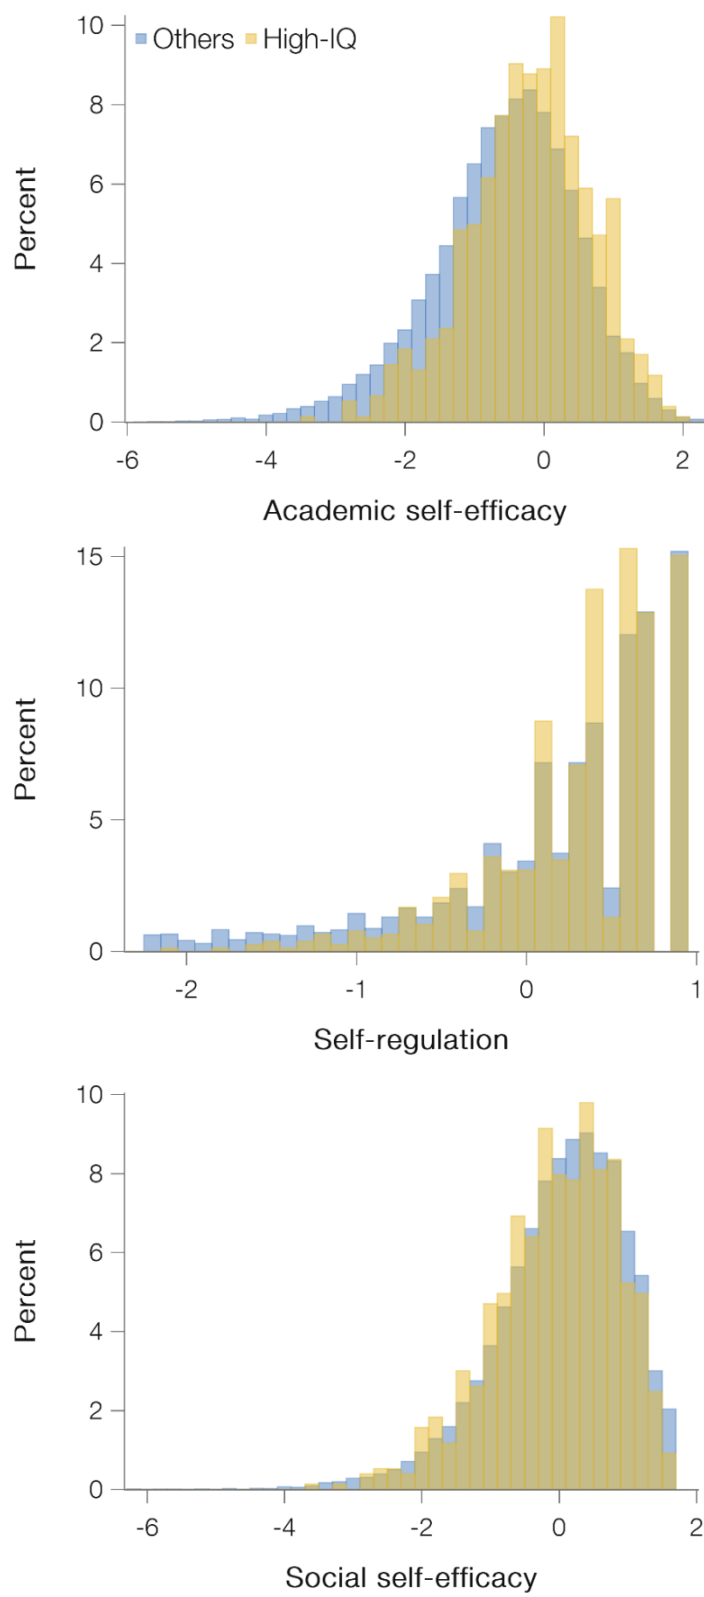 10
Others High-IQ
8
6
Percent
4
2
0
-6 -4 -2 0 2
Academic self-efficacy
15
10
Percent
5
0
-2 -1 0 1
Self-regulation
10
8
6
Percent
4
2
0
-6 -4 -2 0 2
Social self-efficacy